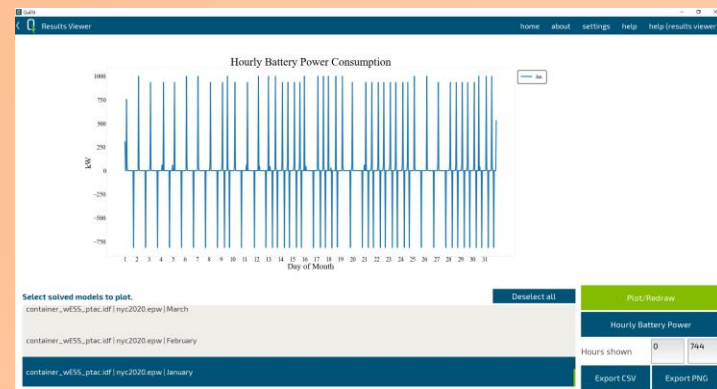 QuESt
Results Viewer
home about settings help help (results viewer)
Hourly Battery Power Consumption
Jan
1000
750
500
250
0
−250
−500
−750
kW
1 2 3 4 5 6 7 8 9 10 11 12 13 14 15 16 17 18 19 20 21 22 23 24 25 26 27 28 29 30 31
Day of Month
Select solved models to plot.
Deselect all
container_wESS_ptac.idf | nyc2020.epw | March
container_wESS_ptac.idf | nyc2020.epw | February
container_wESS_ptac.idf | nyc2020.epw | January
Plot/Redraw
Hourly Battery Power
Hours shown 0 744
Export CSV Export PNG